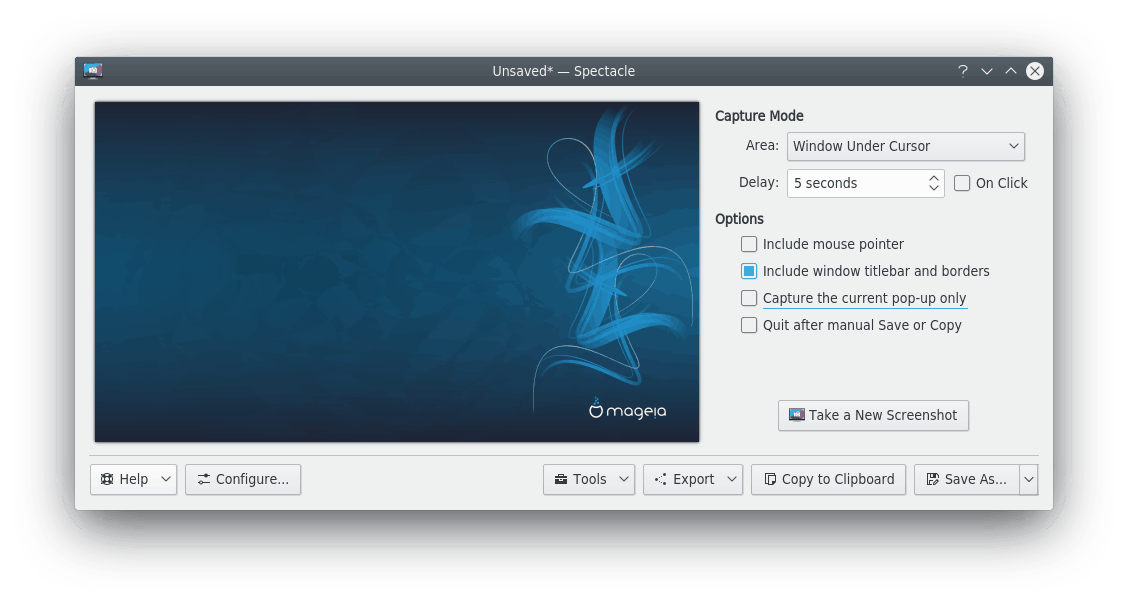 Unsaved* — Spectacle
?
mageia
Capture Mode
Area: Window Under Cursor
Delay: 5 seconds On Click
Options
Include mouse pointer
Include window titlebar and borders
Capture the current pop-up only
Quit after manual Save or Copy
Take a New Screenshot
Help Configure... Tools Export Copy to Clipboard Save As...